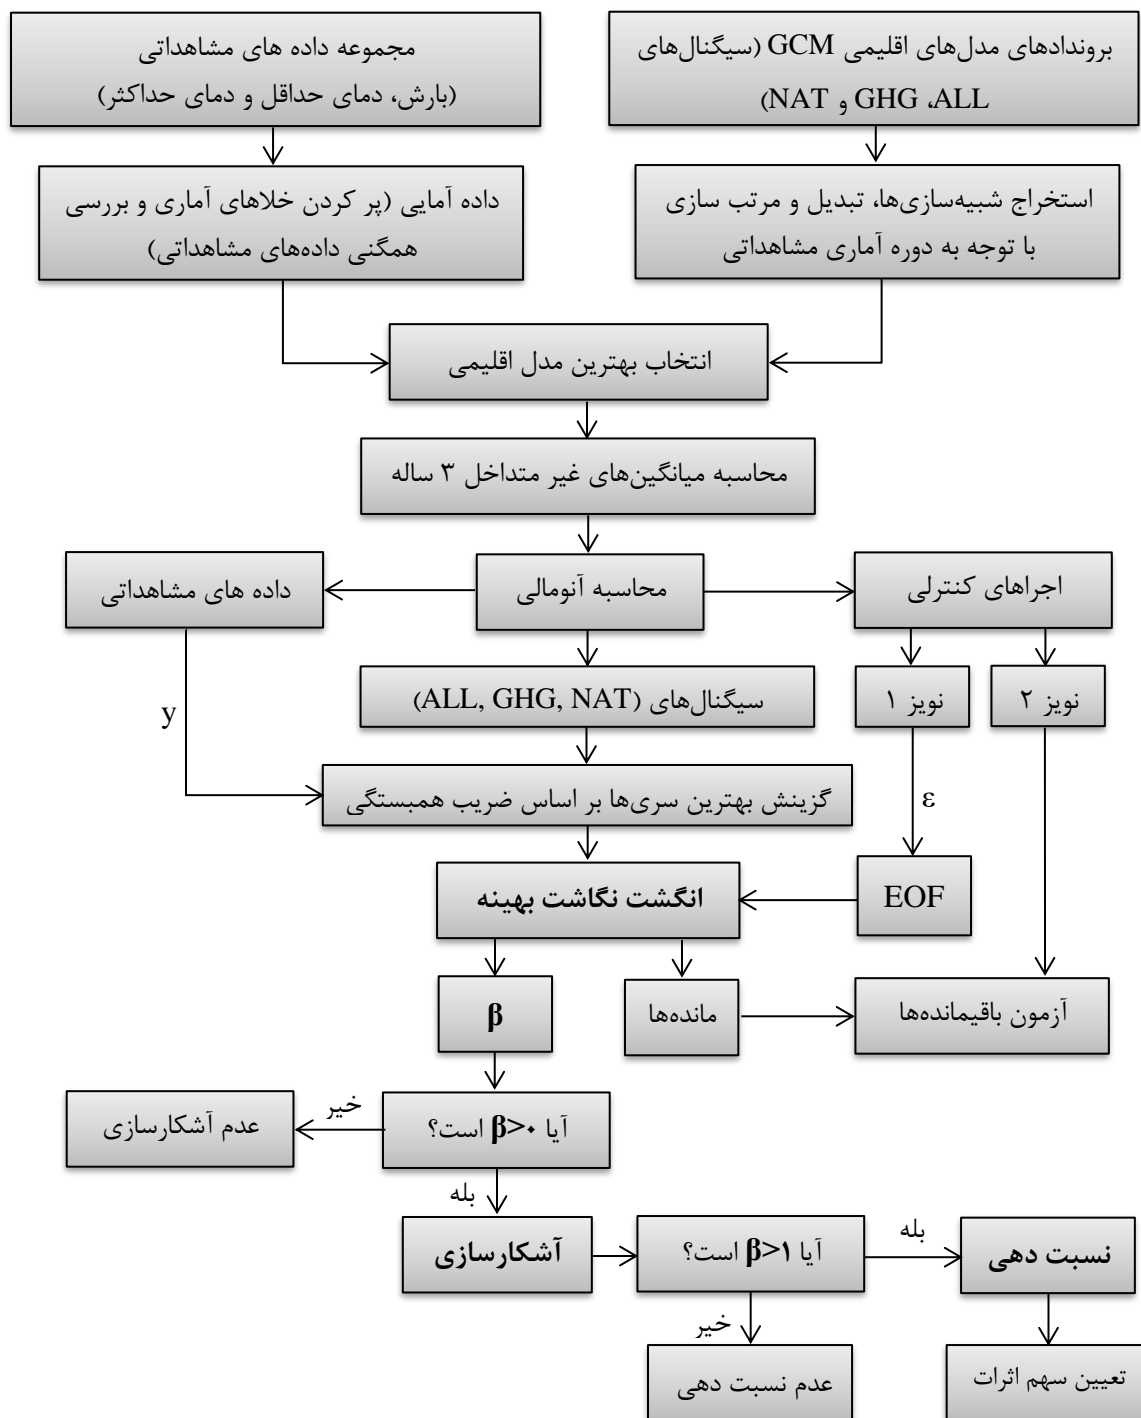 مجموعه داده های مشاهداتی
(بارش، دمای حداقل و دمای حداکثر)
بروندادهای مدل‌های اقلیمی GCM (سیگنال‌های
ALL، GHG و NAT)
داده آمایی (پر کردن خلاهای آماری و بررسی
همگنی داده‌های مشاهداتی)
استخراج شبیه‌سازی‌ها، تبدیل و مرتب سازی
با توجه به دوره آماری مشاهداتی
انتخاب بهترین مدل اقلیمی
محاسبه میانگین‌های غیر متداخل ۳ ساله
داده های مشاهداتی
محاسبه آنومالی
اجراهای کنترلی
سیگنال‌های (ALL, GHG, NAT)
نویز ۱
نویز ۲
y
گزینش بهترین سری‌ها بر اساس ضریب همبستگی
ε
انگشت نگاشت بهینه
EOF
β
مانده‌ها
آزمون باقیمانده‌ها
عدم آشکارسازی
خیر
آیا β>۰ است؟
بله
آشکارسازی
آیا β>۱ است؟
بله
نسبت دهی
خیر
عدم نسبت دهی
تعیین سهم اثرات